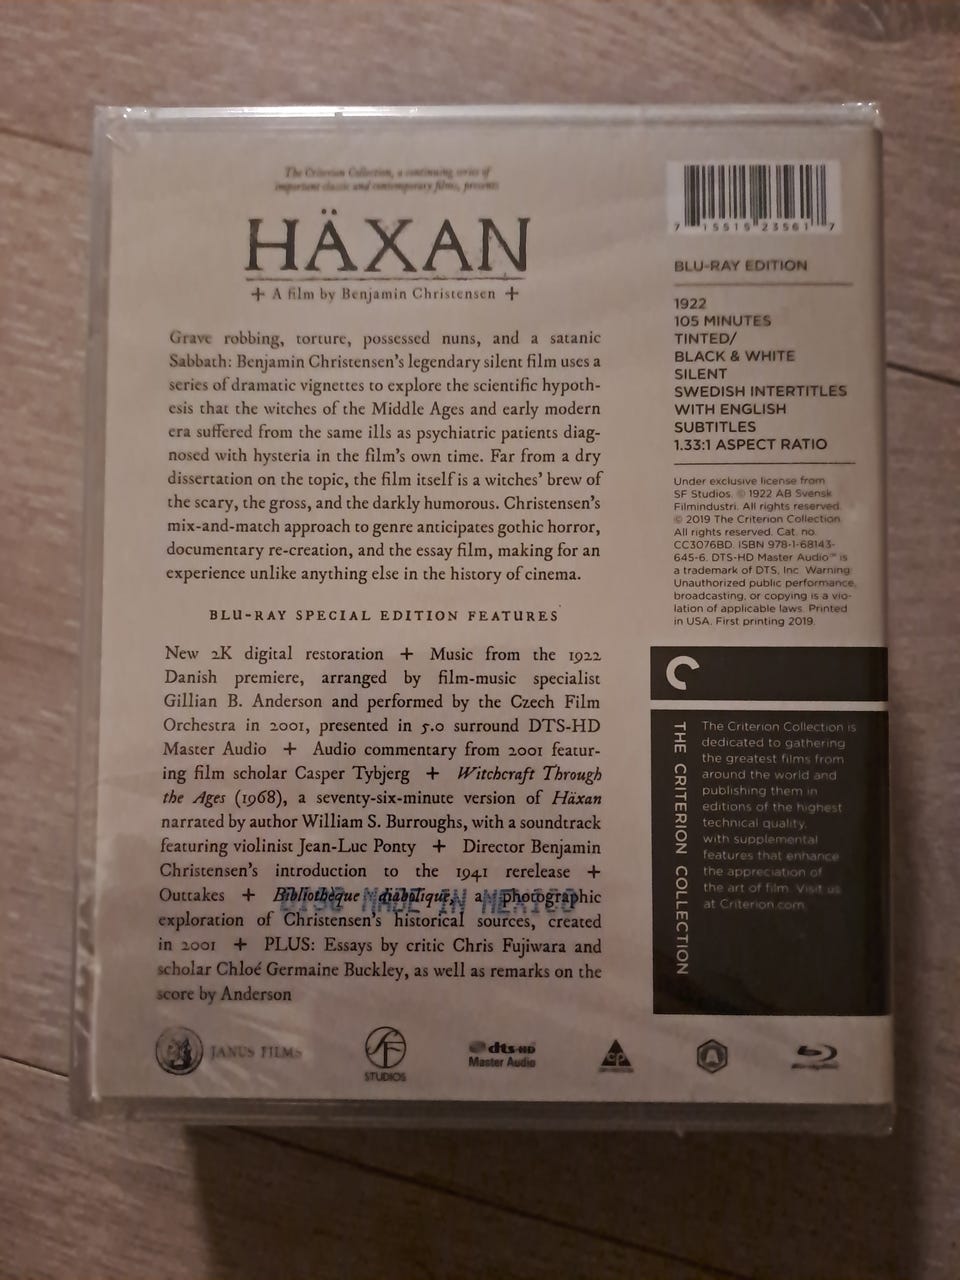 The Criterion Collection, a continuing series of
important classic and contemporary films, presents
HÄXAN
+ A film by Benjamin Christensen +
Grave robbing, torture, possessed nuns, and a satanic
Sabbath: Benjamin Christensen's legendary silent film uses a
series of dramatic vignettes to explore the scientific hypoth-
esis that the witches of the Middle Ages and early modern
era suffered from the same ills as psychiatric patients diag-
nosed with hysteria in the film's own time. Far from a dry
dissertation on the topic, the film itself is a witches' brew of
the scary, the gross, and the darkly humorous. Christensen's
mix-and-match approach to genre anticipates gothic horror,
documentary re-creation, and the essay film, making for an
experience unlike anything else in the history of cinema.
BLU-RAY SPECIAL EDITION FEATURES
New 2K digital restoration + Music from the 1922
Danish premiere, arranged by film-music specialist
Gillian B. Anderson and performed by the Czech Film
Orchestra in 2001, presented in 5.0 surround DTS-HD
Master Audio + Audio commentary from 2001 featur-
ing film scholar Casper Tybjerg + Witchcraft Through
the Ages (1968), a seventy-six-minute version of Häxan
narrated by author William S. Burroughs, with a soundtrack
featuring violinist Jean-Luc Ponty + Director Benjamin
Christensen's introduction to the 1941 rerelease +
Outtakes + Bibliothèque diabolique, a photographic
DISC MADE IN MEXICO
exploration of Christensen's historical sources, created
in 2001 + PLUS: Essays by critic Chris Fujiwara and
scholar Chloé Germaine Buckley, as well as remarks on the
score by Anderson
JANUS FILMS
SF
STUDIOS
dts-HD
Master Audio
7 15515 23561 7
BLU-RAY EDITION
1922
105 MINUTES
TINTED/
BLACK & WHITE
SILENT
SWEDISH INTERTITLES
WITH ENGLISH
SUBTITLES
1.33:1 ASPECT RATIO
Under exclusive license from
SF Studios. © 1922 AB Svensk
Filmindustri. All rights reserved.
© 2019 The Criterion Collection.
All rights reserved. Cat. no.
CC3076BD. ISBN 978-1-68143-
645-6. DTS-HD Master Audio™ is
a trademark of DTS, Inc. Warning:
Unauthorized public performance,
broadcasting, or copying is a vio-
lation of applicable laws. Printed
in USA. First printing 2019.
THE CRITERION COLLECTION
The Criterion Collection is
dedicated to gathering
the greatest films from
around the world and
publishing them in
editions of the highest
technical quality,
with supplemental
features that enhance
the appreciation of
the art of film. Visit us
at Criterion.com.